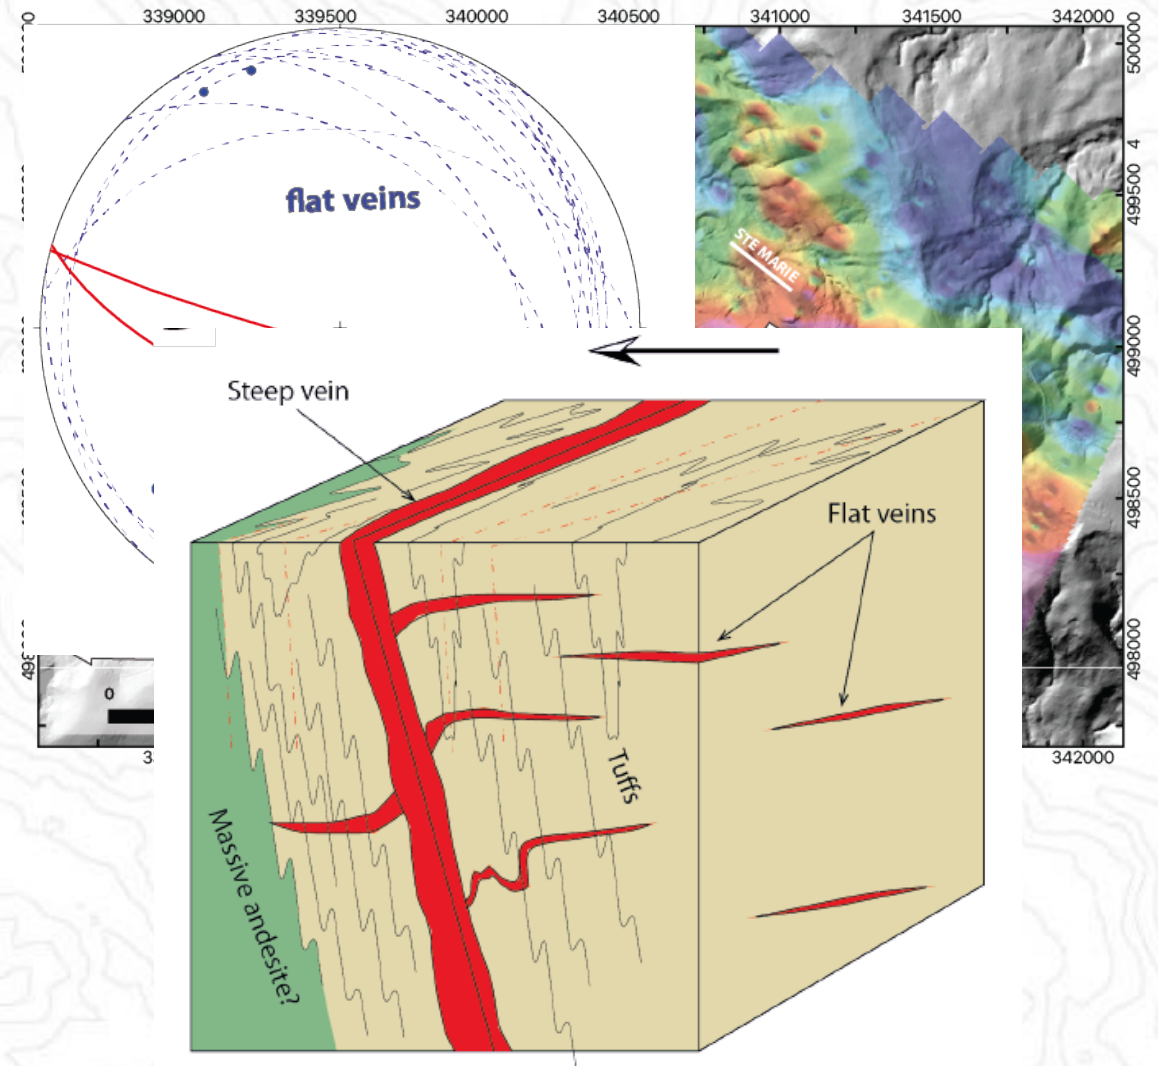 339000 339500 340000 340500 341000 341500 342000
500000
4
499500
499000
498500
498000
flat veins
STE MARIE
Steep vein
Flat veins
Tuffs
Massive andesite?
0
342000